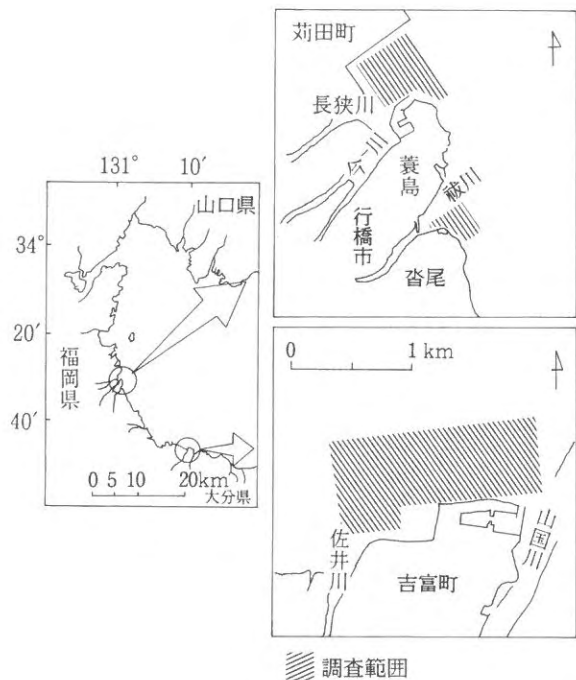 131° 10′
山口県
34°
20′
福岡県
40′
0 5 10 20km
大分県
苅田町
長狭川
今川
蓑島
祓川
行橋市
沓尾
0 1 km
佐井川
山国川
吉富町
調査範囲